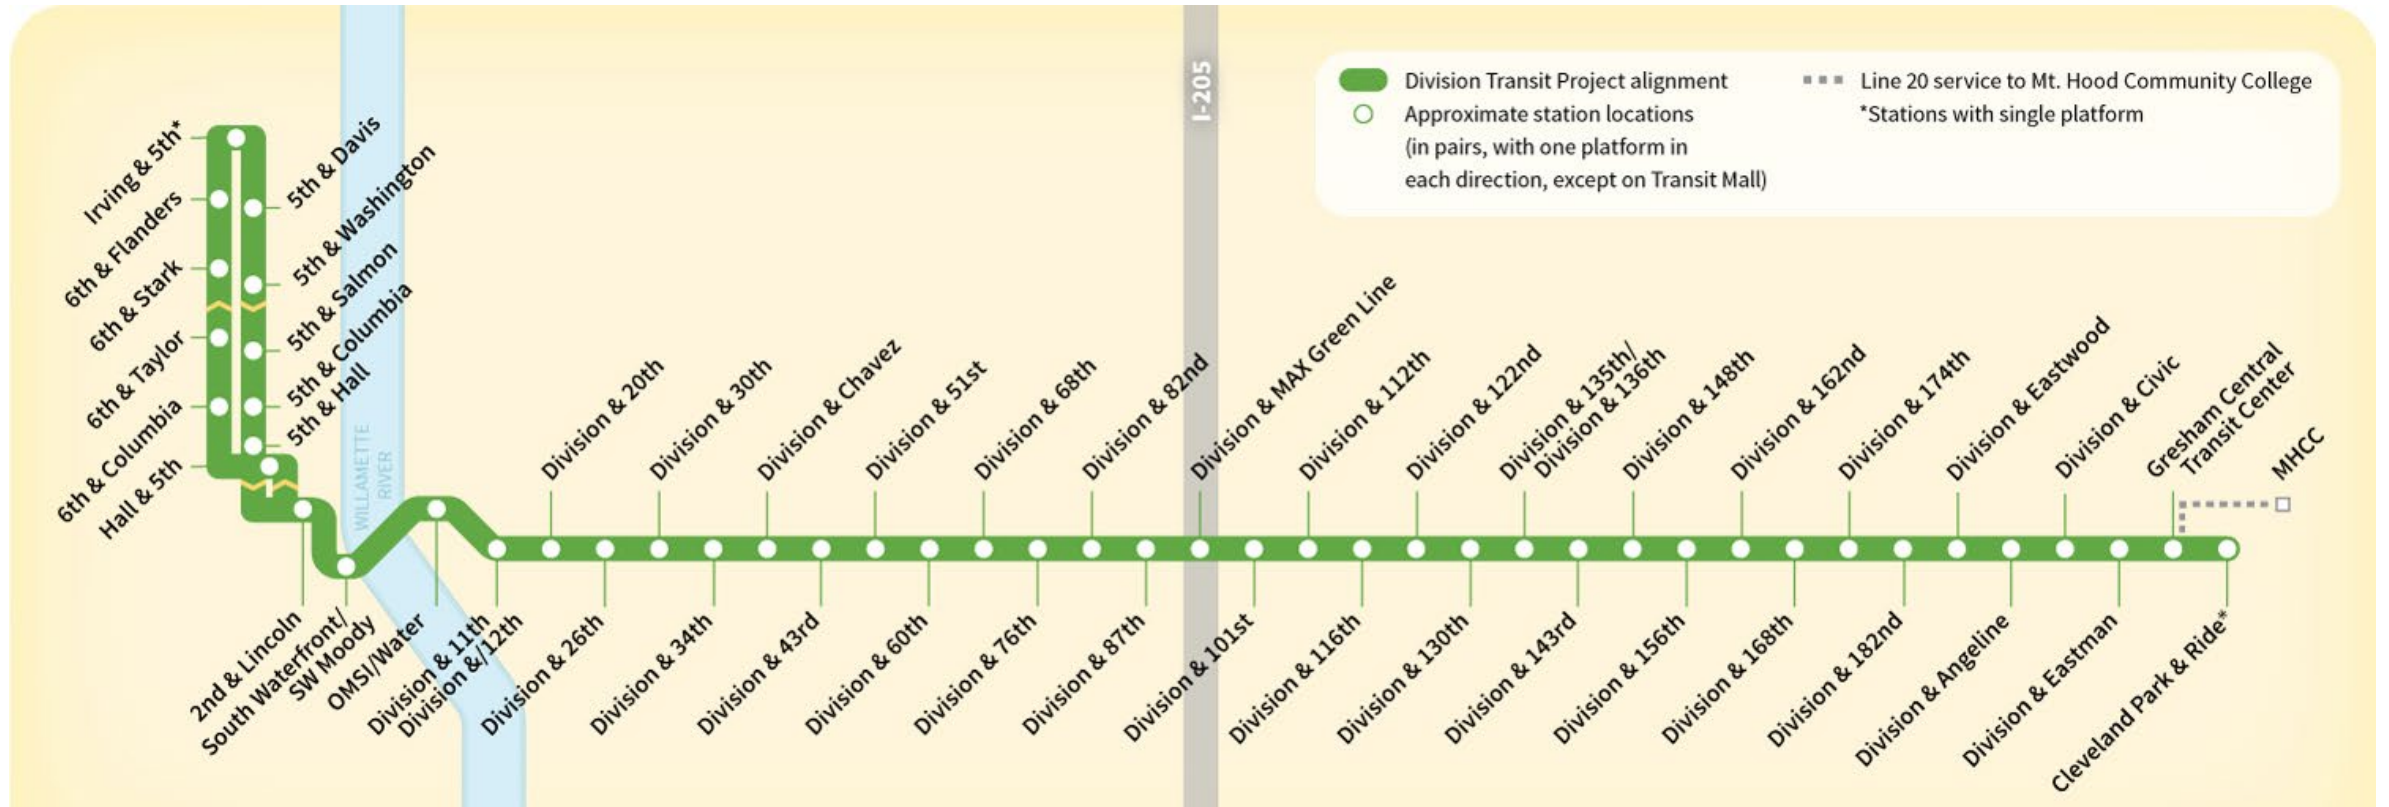 I-205
Division Transit Project alignment
Approximate station locations
(in pairs, with one platform in
each direction, except on Transit Mall)
Line 20 service to Mt. Hood Community College
*Stations with single platform
Irving & 5th*
6th & Flanders
6th & Stark
6th & Taylor
6th & Columbia
Hall & 5th
5th & Davis
5th & Washington
5th & Salmon
5th & Columbia
5th & Hall
WILLAMETTE
RIVER
Division & 20th
Division & 30th
Division & Chavez
Division & 51st
Division & 68th
Division & 82nd
Division & MAX Green Line
Division & 112th
Division & 122nd
Division & 135th/
Division & 136th
Division & 148th
Division & 162nd
Division & 174th
Division & Eastwood
Division & Civic
Gresham Central
Transit Center
MHCC
2nd & Lincoln
South Waterfront/
SW Moody
OMSI/Water
Division & 11th
Division &/12th
Division & 26th
Division & 34th
Division & 43rd
Division & 60th
Division & 76th
Division & 87th
Division & 101st
Division & 116th
Division & 130th
Division & 143rd
Division & 156th
Division & 168th
Division & 182nd
Division & Angeline
Division & Eastman
Cleveland Park & Ride*